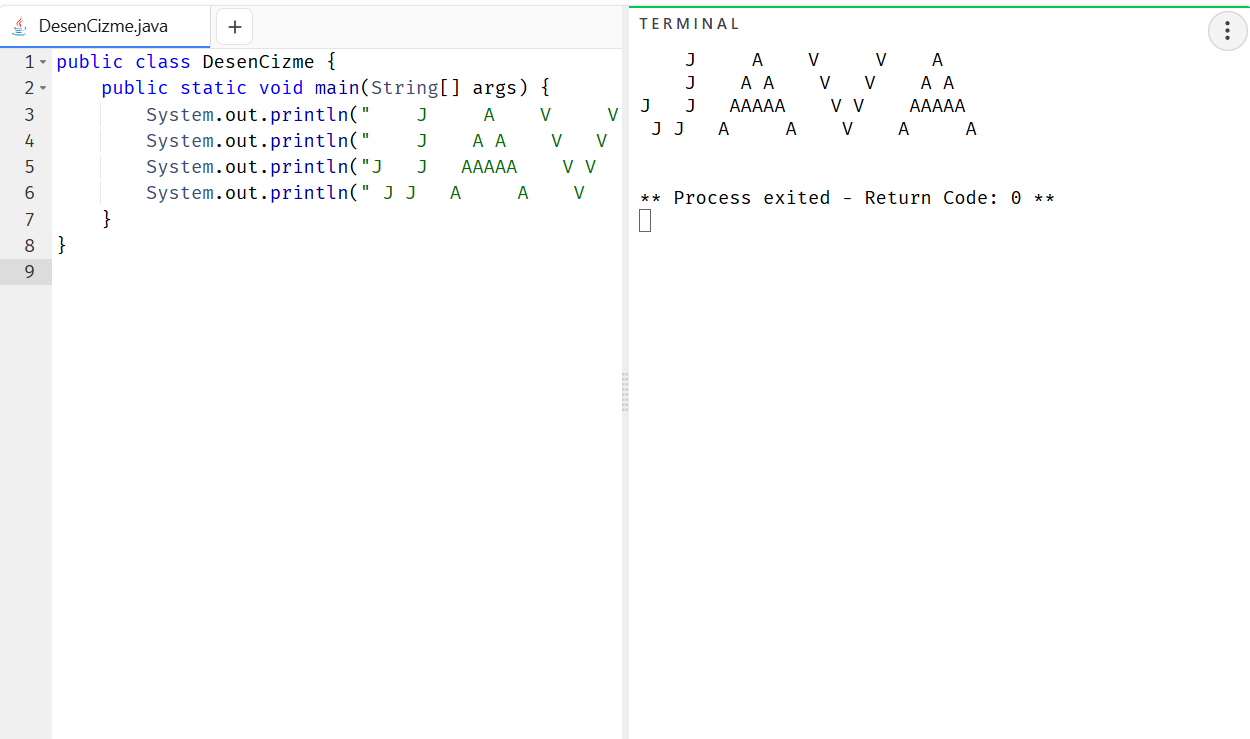 DesenCizme.java +
1 public class DesenCizme {
2     public static void main(String[] args) {
3         System.out.println("    J     A    V     V
4         System.out.println("    J    A A    V   V
5         System.out.println("J   J   AAAAA    V V
6         System.out.println(" J J   A     A    V
7     }
8 }
9
TERMINAL
    J     A    V     V    A
    J    A A    V   V    A A
J   J   AAAAA    V V    AAAAA
 J J   A     A    V    A     A
** Process exited - Return Code: 0 **